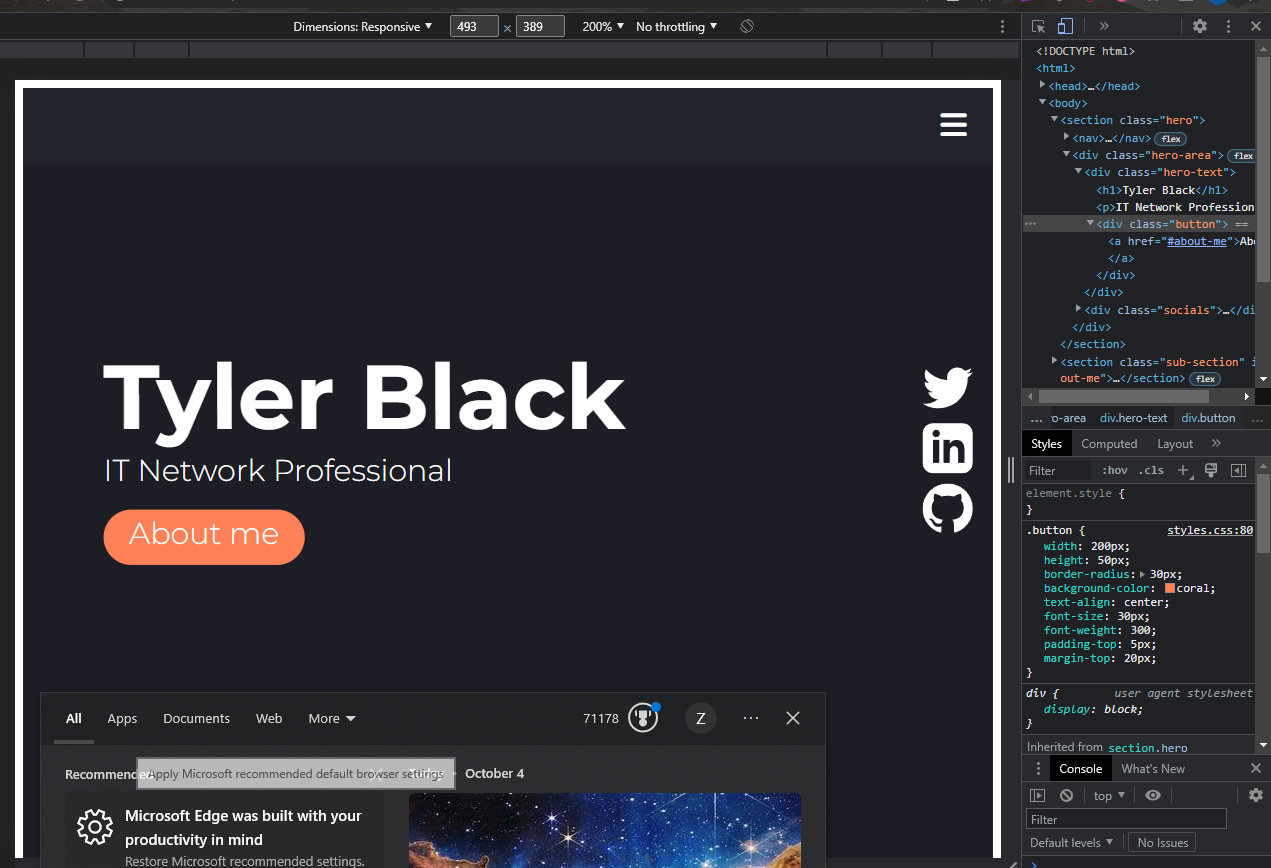 Dimensions: Responsive
493
×
389
200%
No throttling
<!DOCTYPE html>
<html>
<head>…</head>
<body>
<section class="hero">
<nav>…</nav> flex
<div class="hero-area"> flex
<div class="hero-text">
<h1>Tyler Black</h1>
<p>IT Network Profession
<div class="button"> ==
<a href="#about-me">Abo
</a>
</div>
</div>
<div class="socials">…</di
</div>
</section>
<section class="sub-section" i
out-me">…</section> flex
… ro-area div.hero-text div.button …
Styles Computed Layout
Filter :hov .cls
element.style {
}
.button { styles.css:80
width: 200px;
height: 50px;
border-radius: 30px;
background-color: coral;
text-align: center;
font-size: 30px;
font-weight: 300;
padding-top: 5px;
margin-top: 20px;
}
div { user agent stylesheet
display: block;
}
Inherited from section.hero
Console What's New
top
Filter
Default levels No Issues
Tyler Black
IT Network Professional
About me
in
All Apps Documents Web More 71178 Z
Recommended
Apply Microsoft recommended default browser settings
Today • October 4
Microsoft Edge was built with your
productivity in mind
Restore Microsoft recommended settings.